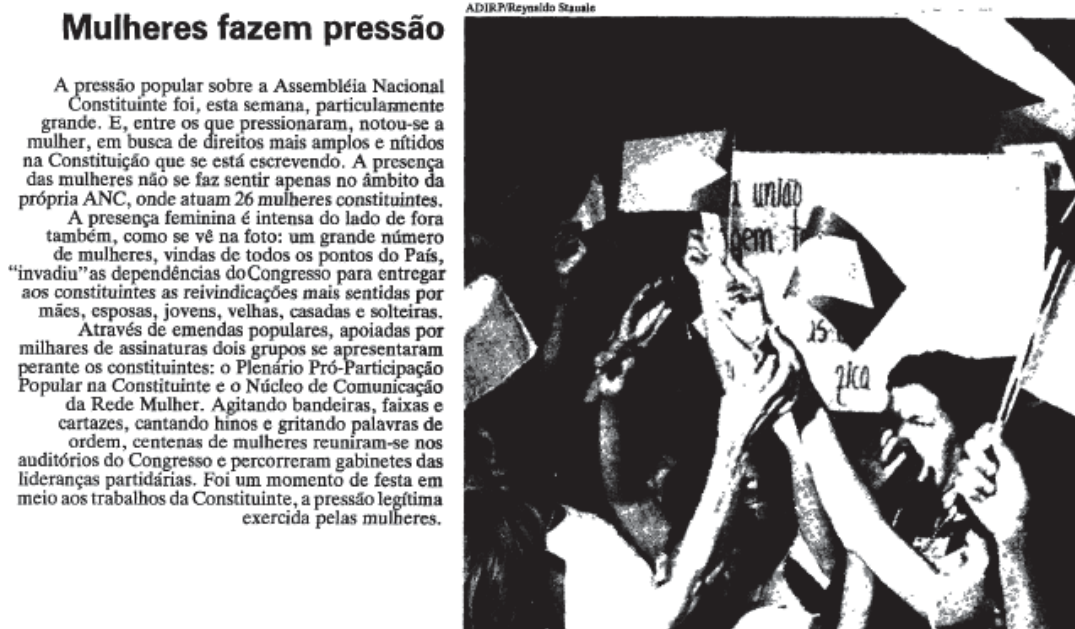 ADIRP/Reynaldo Stavale
Mulheres fazem pressão
A pressão popular sobre a Assembléia Nacional
Constituinte foi, esta semana, particularmente
grande. E, entre os que pressionaram, notou-se a
mulher, em busca de direitos mais amplos e nítidos
na Constituição que se está escrevendo. A presença
das mulheres não se faz sentir apenas no âmbito da
própria ANC, onde atuam 26 mulheres constituintes.
A presença feminina é intensa do lado de fora
também, como se vê na foto: um grande número
de mulheres, vindas de todos os pontos do País,
“invadiu” as dependências do Congresso para entregar
aos constituintes as reivindicações mais sentidas por
mães, esposas, jovens, velhas, casadas e solteiras.
Através de emendas populares, apoiadas por
milhares de assinaturas dois grupos se apresentaram
perante os constituintes: o Plenário Pró-Participação
Popular na Constituinte e o Núcleo de Comunicação
da Rede Mulher. Agitando bandeiras, faixas e
cartazes, cantando hinos e gritando palavras de
ordem, centenas de mulheres reuniram-se nos
auditórios do Congresso e percorreram gabinetes das
lideranças partidárias. Foi um momento de festa em
meio aos trabalhos da Constituinte, a pressão legítima
exercida pelas mulheres.
união